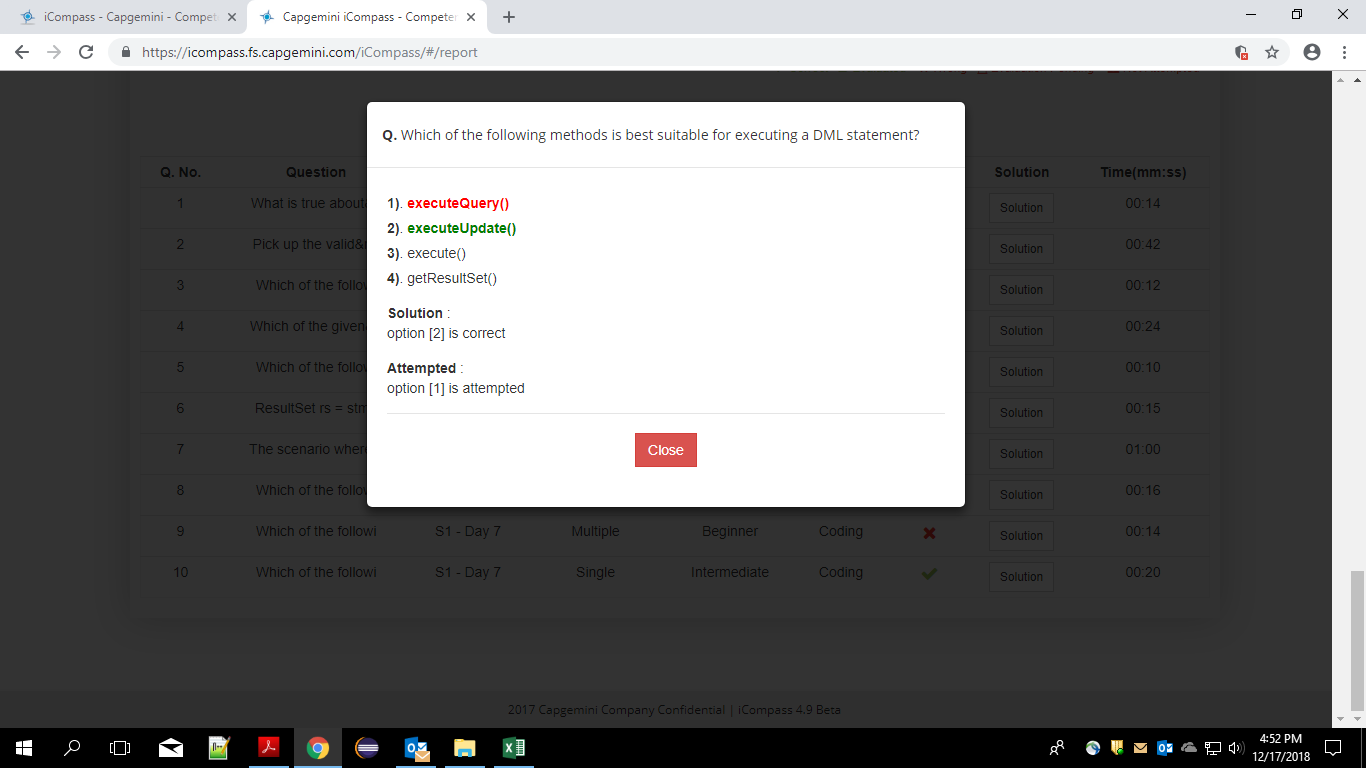 iCompass - Capgemini - Compet
Capgemini iCompass - Competen
https://icompass.fs.capgemini.com/iCompass/#/report
Q. Which of the following methods is best suitable for executing a DML statement?
1). executeQuery()
2). executeUpdate()
3). execute()
4). getResultSet()
Solution :
option [2] is correct
Attempted :
option [1] is attempted
Close
Q. No. Question Solution Time(mm:ss)
1 What is true about Solution 00:14
2 Pick up the valid& Solution 00:42
3 Which of the follow Solution 00:12
4 Which of the given Solution 00:24
5 Which of the follow Solution 00:10
6 ResultSet rs = stm Solution 00:15
7 The scenario where Solution 01:00
8 Which of the follow Solution 00:16
9 Which of the followi S1 - Day 7 Multiple Beginner Coding Solution 00:14
10 Which of the followi S1 - Day 7 Single Intermediate Coding Solution 00:20
2017 Capgemini Company Confidential | iCompass 4.9 Beta
4:52 PM
12/17/2018